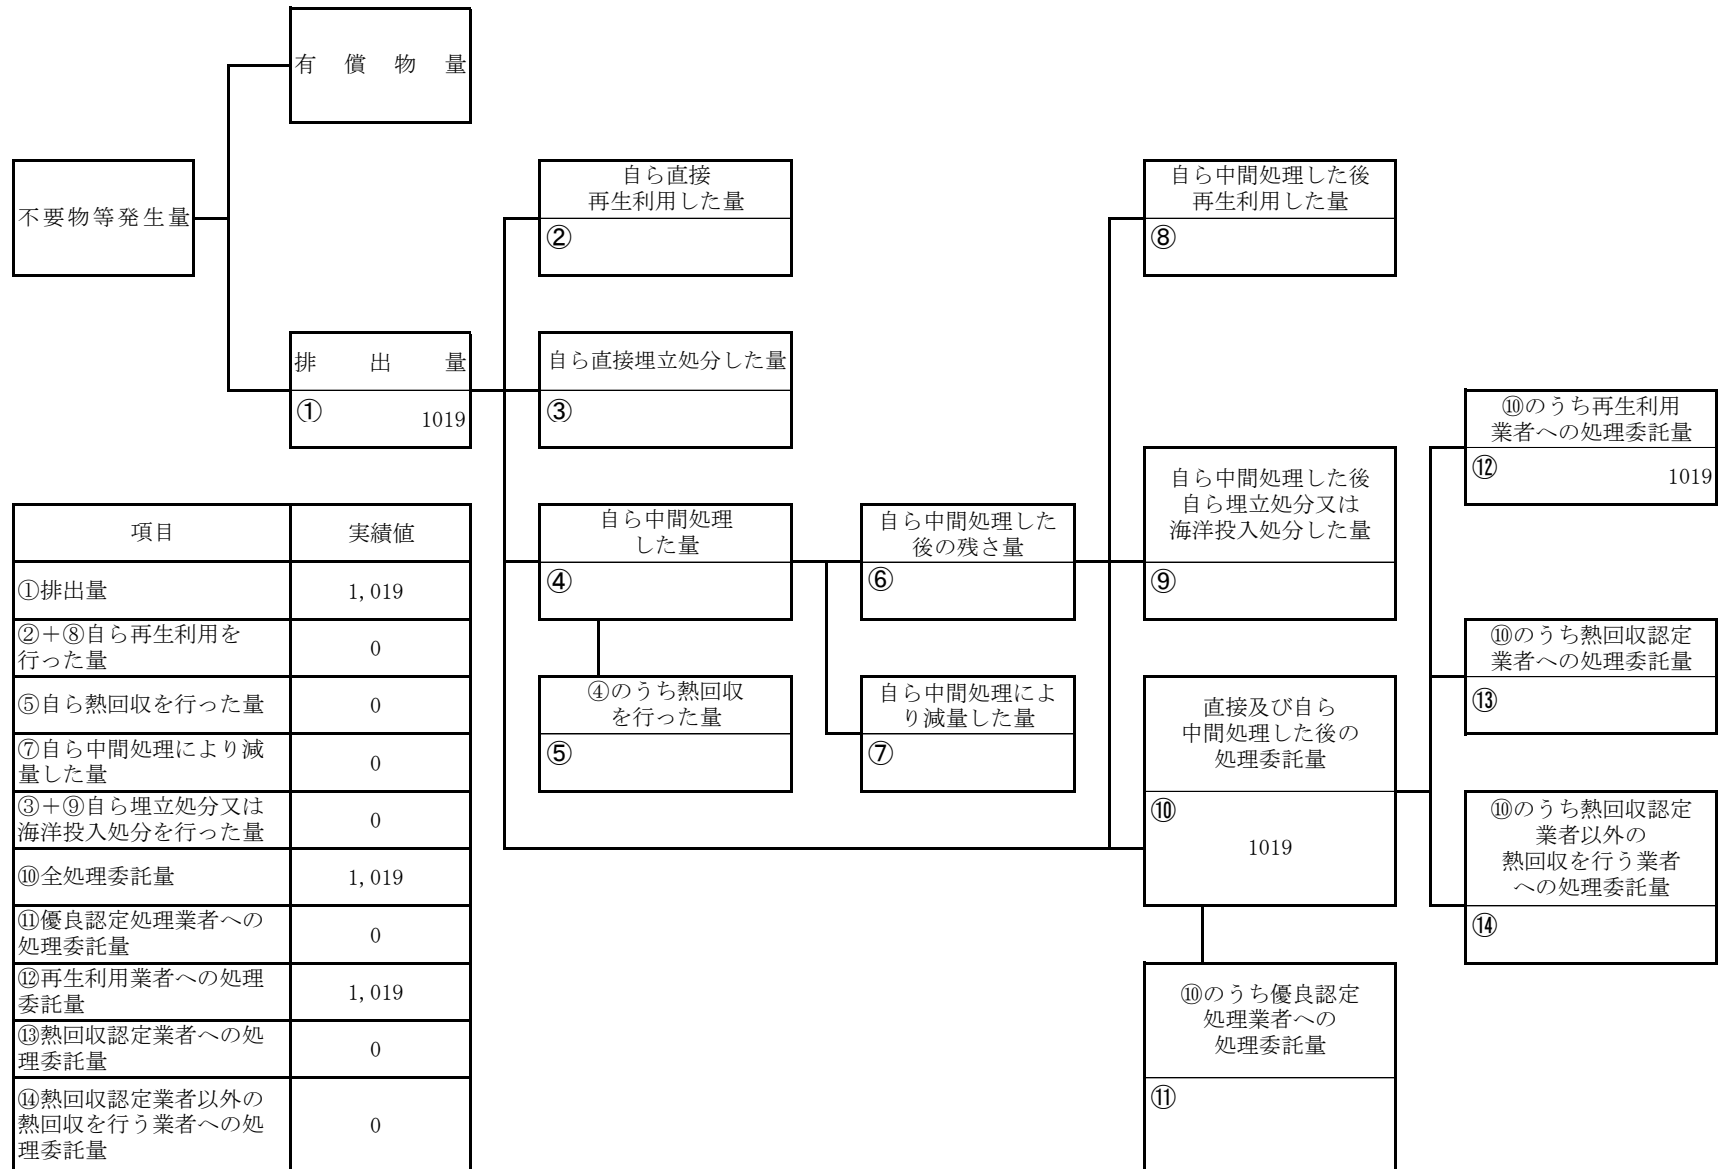 有償物量
不要物等発生量
排出量
①
1019
自ら直接
再生利用した量
②
自ら直接埋立処分した量
③
自ら中間処理
した量
④
④のうち熱回収
を行った量
⑤
自ら中間処理した
後の残さ量
⑥
自ら中間処理によ
り減量した量
⑦
自ら中間処理した後
再生利用した量
⑧
自ら中間処理した後
自ら埋立処分又は
海洋投入処分した量
⑨
直接及び自ら
中間処理した後の
処理委託量
⑩
1019
⑩のうち優良認定
処理業者への
処理委託量
⑪
⑩のうち再生利用
業者への処理委託量
⑫
1019
⑩のうち熱回収認定
業者への処理委託量
⑬
⑩のうち熱回収認定
業者以外の
熱回収を行う業者
への処理委託量
⑭
項目 実績値
①排出量 1,019
②＋⑧自ら再生利用を
行った量 0
⑤自ら熱回収を行った量 0
⑦自ら中間処理により減
量した量 0
③＋⑨自ら埋立処分又は
海洋投入処分を行った量 0
⑩全処理委託量 1,019
⑪優良認定処理業者への
処理委託量 0
⑫再生利用業者への処理
委託量 1,019
⑬熱回収認定業者への処
理委託量 0
⑭熱回収認定業者以外の
熱回収を行う業者への処 0
理委託量